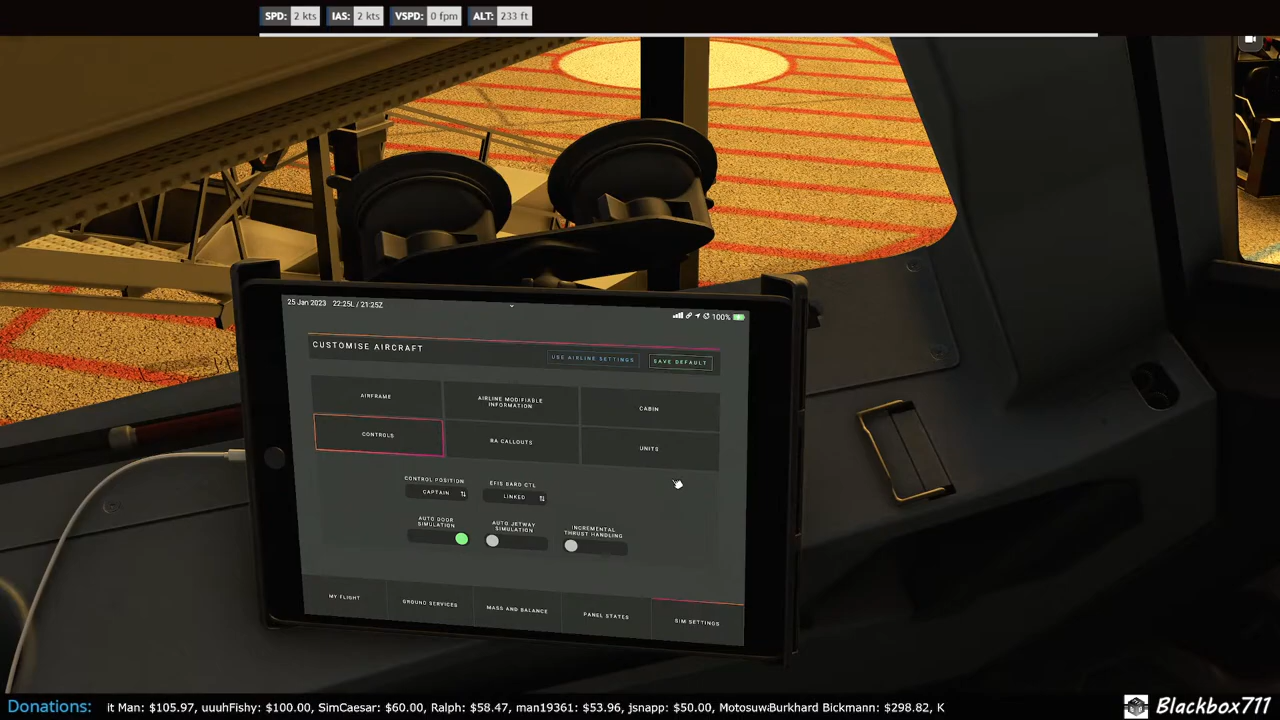 SPD: 2 kts IAS: 2 kts VSPD: 0 fpm ALT: 233 ft
25 Jan 2023 22:25L / 21:25Z 100%
CUSTOMISE AIRCRAFT
USE AIRLINE SETTINGS
SAVE DEFAULT
AIRFRAME
AIRLINE MODIFIABLE
INFORMATION
CABIN
CONTROLS
RA CALLOUTS
UNITS
CONTROL POSITION
CAPTAIN
EFIS BARO CTL
LINKED
AUTO DOOR
SIMULATION
AUTO JETWAY
SIMULATION
INCREMENTAL
THRUST HANDLING
MY FLIGHT
GROUND SERVICES
MASS AND BALANCE
PANEL STATES
SIM SETTINGS
Donations: it Man: $105.97, uuuhFishy: $100.00, SimCaesar: $60.00, Ralph: $58.47, man19361: $53.96, jsnapp: $50.00, Motosuw:Burkhard Bickmann: $298.82, K
Blackbox711